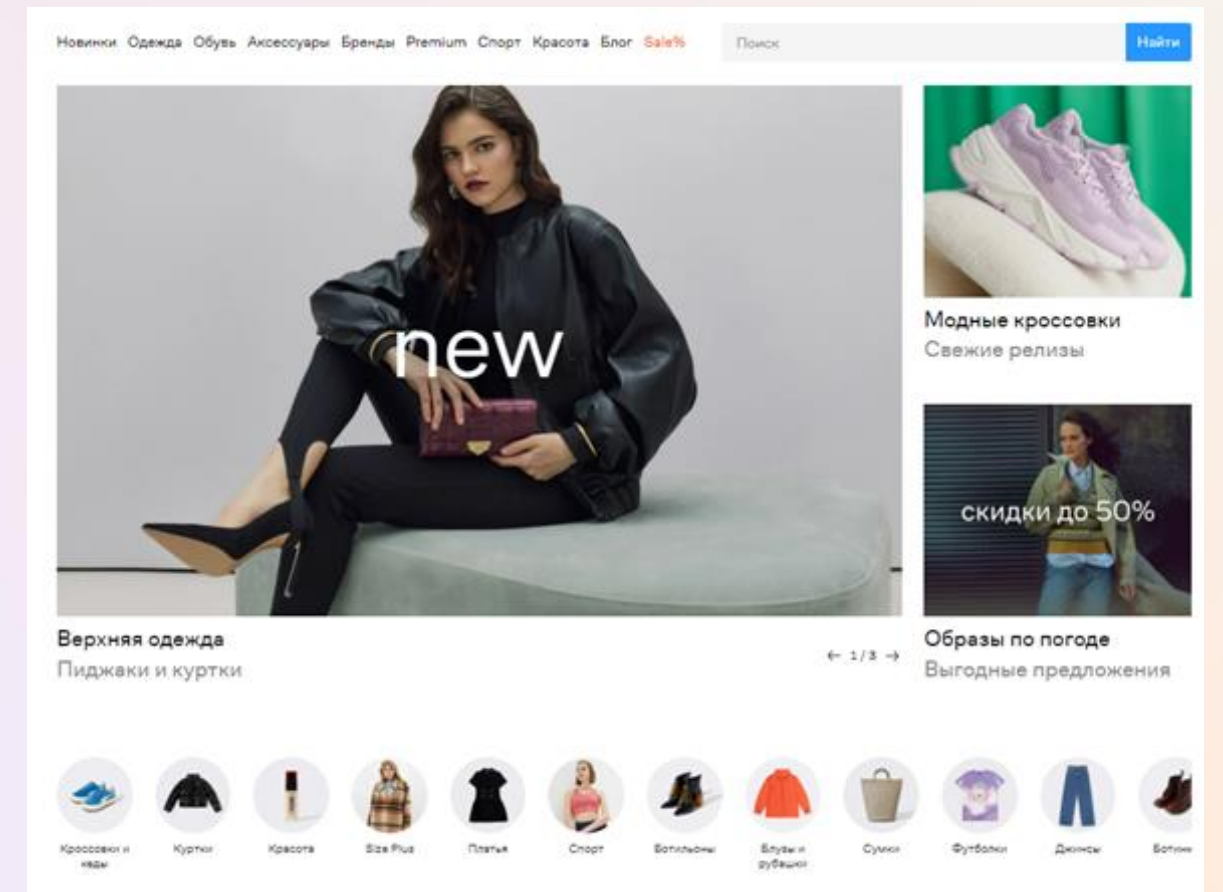 Новинки Одежда Обувь Аксессуары Бренды Premium Спорт Красота Блог Sale%
Поиск
Найти
new
Верхняя одежда
Пиджаки и куртки
← 1/3 →
Модные кроссовки
Свежие релизы
скидки до 50%
Образы по погоде
Выгодные предложения
Кроссовки и
кеды
Куртки
Красота
Size Plus
Платья
Спорт
Ботильоны
Блузы и
рубашки
Сумки
Футболки
Джинсы